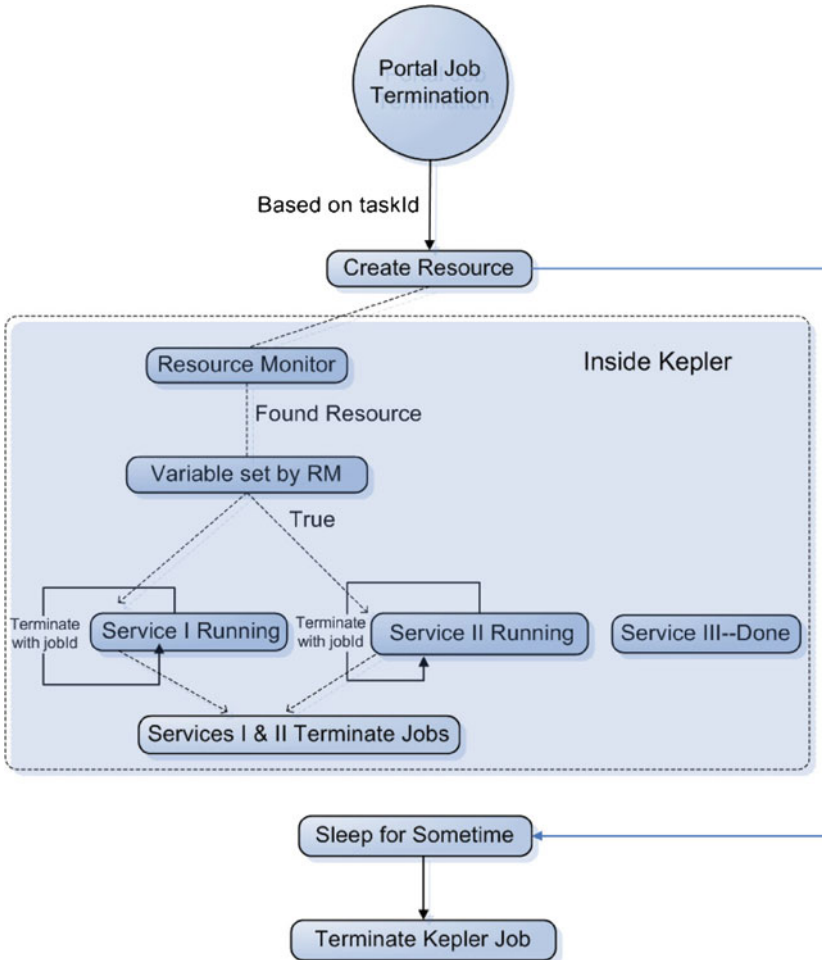 Portal Job
Termination
Based on taskId
Create Resource
Inside Kepler
Resource Monitor
Found Resource
Variable set by RM
True
Terminate
with jobId
Service I Running
Terminate
with jobId
Service II Running
Service III--Done
Services I & II Terminate Jobs
Sleep for Sometime
Terminate Kepler Job